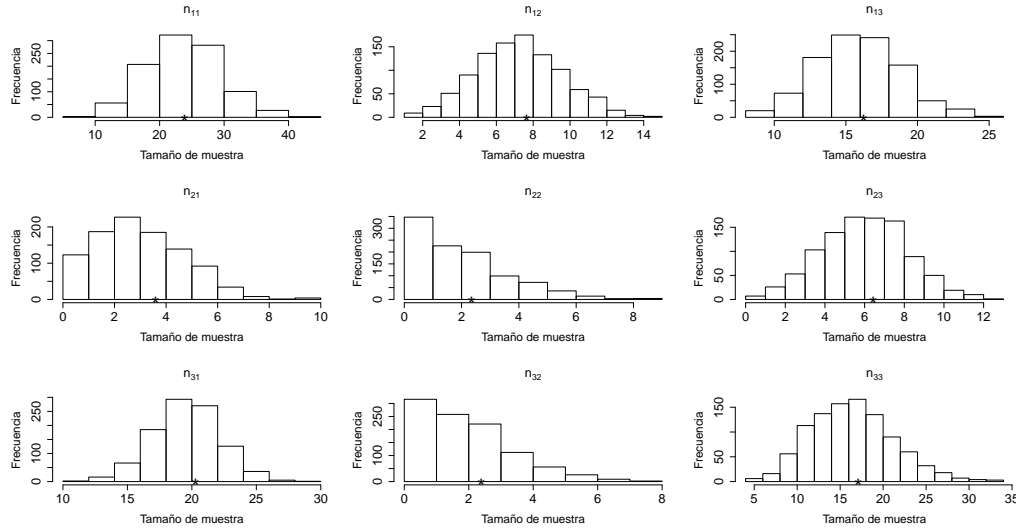 n₁₁
Frecuencia
0 100 300
10 20 30 40
Tamaño de muestra
n₁₂
Frecuencia
0 50 150
2 4 6 8 10 12 14
Tamaño de muestra
n₁₃
Frecuencia
0 100 200
10 15 20 25
Tamaño de muestra
n₂₁
Frecuencia
0 100 200
0 2 4 6 8 10
Tamaño de muestra
n₂₂
Frecuencia
0 150 300
0 2 4 6 8
Tamaño de muestra
n₂₃
Frecuencia
0 50 150
0 2 4 6 8 10 12
Tamaño de muestra
n₃₁
Frecuencia
0 100 250
10 15 20 25 30
Tamaño de muestra
n₃₂
Frecuencia
0 100 250
0 2 4 6 8
Tamaño de muestra
n₃₃
Frecuencia
0 50 150
5 10 15 20 25 30 35
Tamaño de muestra